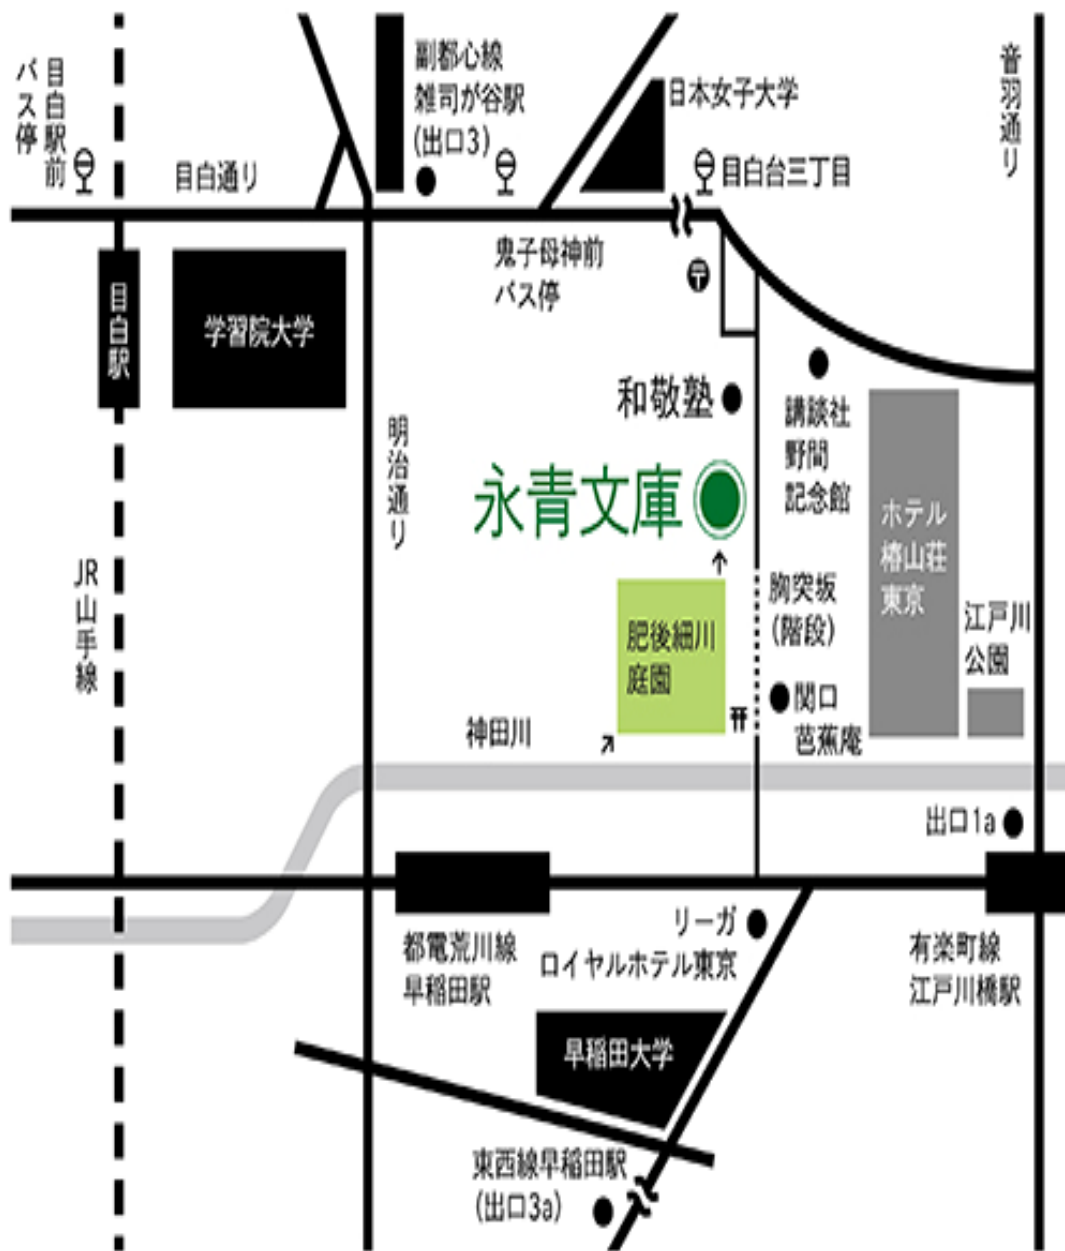 目白駅前
バス停
目白通り
副都心線
雑司が谷駅
(出口3)
日本女子大学
目白台三丁目
音羽通り
鬼子母神前
バス停
目白駅
学習院大学
明治通り
和敬塾
講談社
野間
記念館
永青文庫
ホテル
椿山荘
東京
JR山手線
肥後細川
庭園
胸突坂
(階段)
江戸川
公園
関口
芭蕉庵
神田川
出口1a
都電荒川線
早稲田駅
リーガ
ロイヤルホテル東京
有楽町線
江戸川橋駅
早稲田大学
東西線早稲田駅
(出口3a)